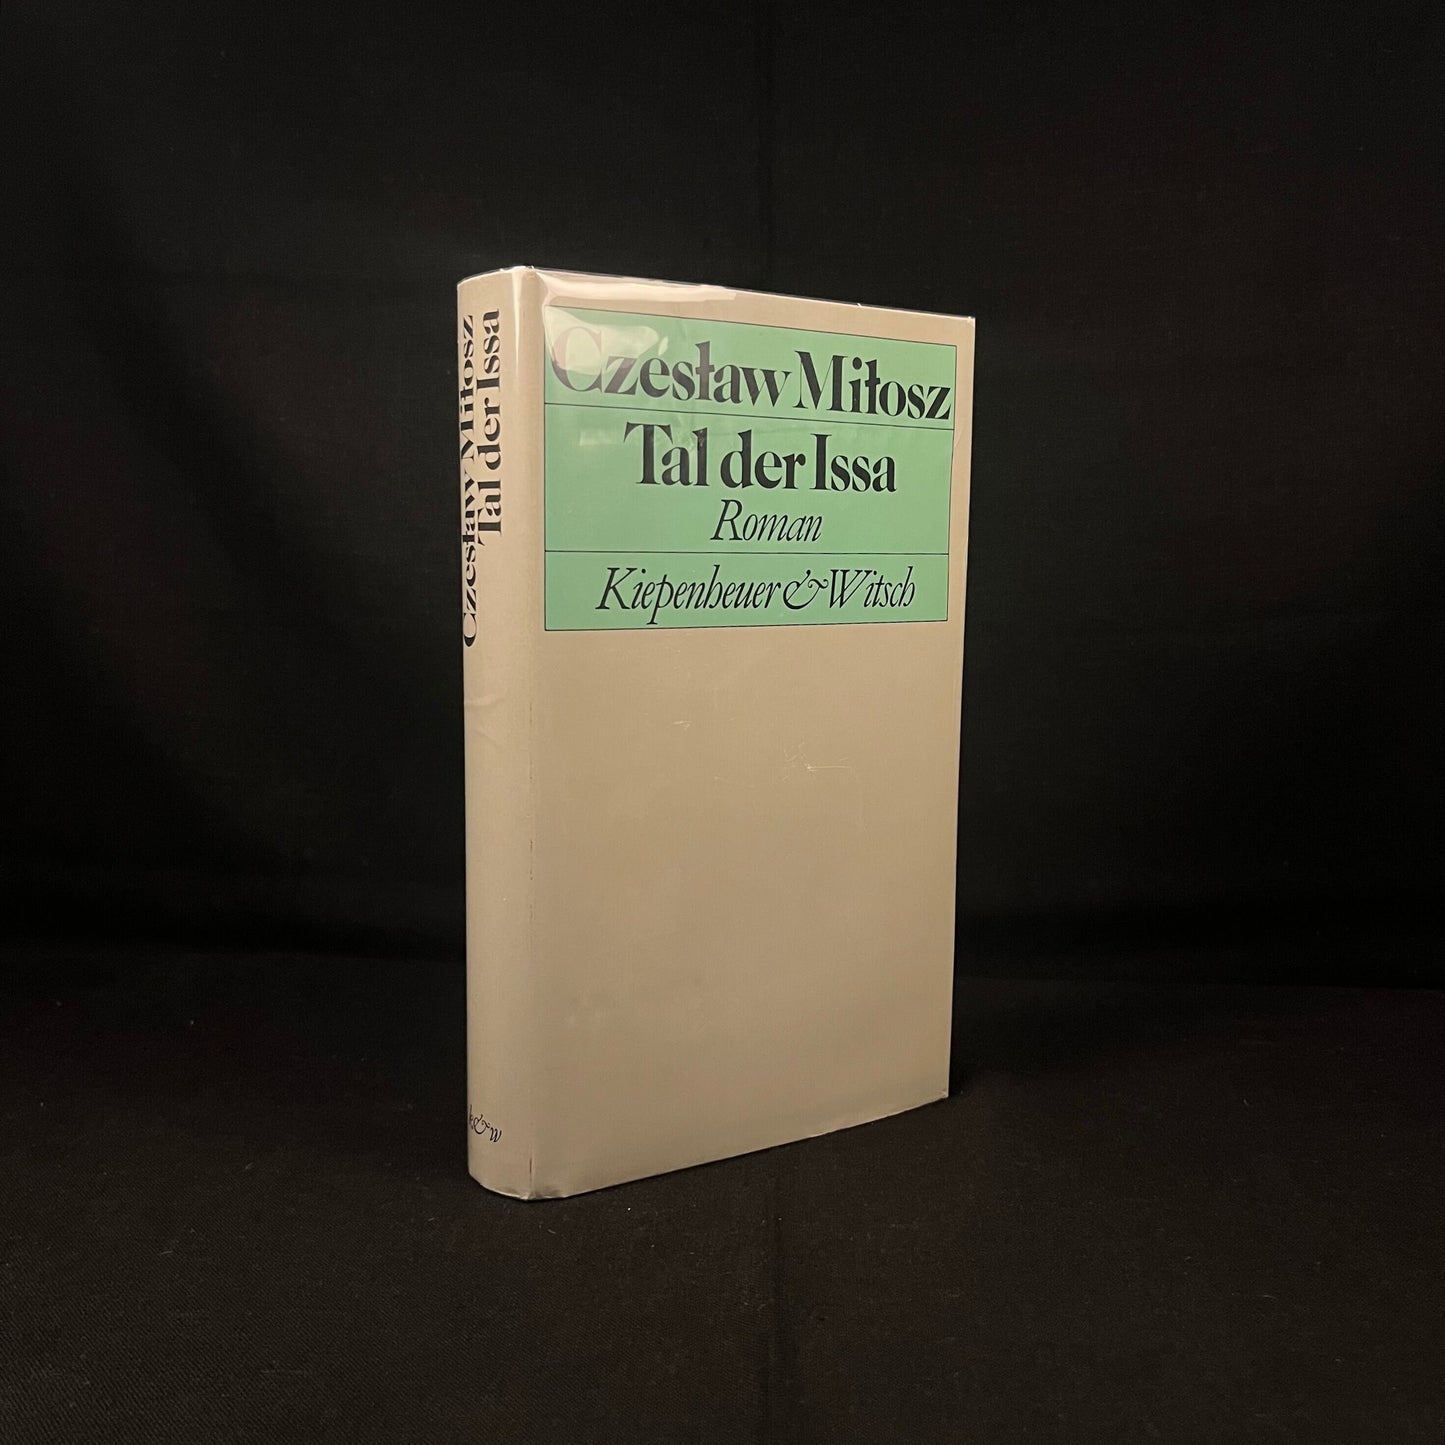 Czesław Miłosz
Tal der Issa
Czesław Miłosz
Tal der Issa
Roman
Kiepenheuer & Witsch
k&w